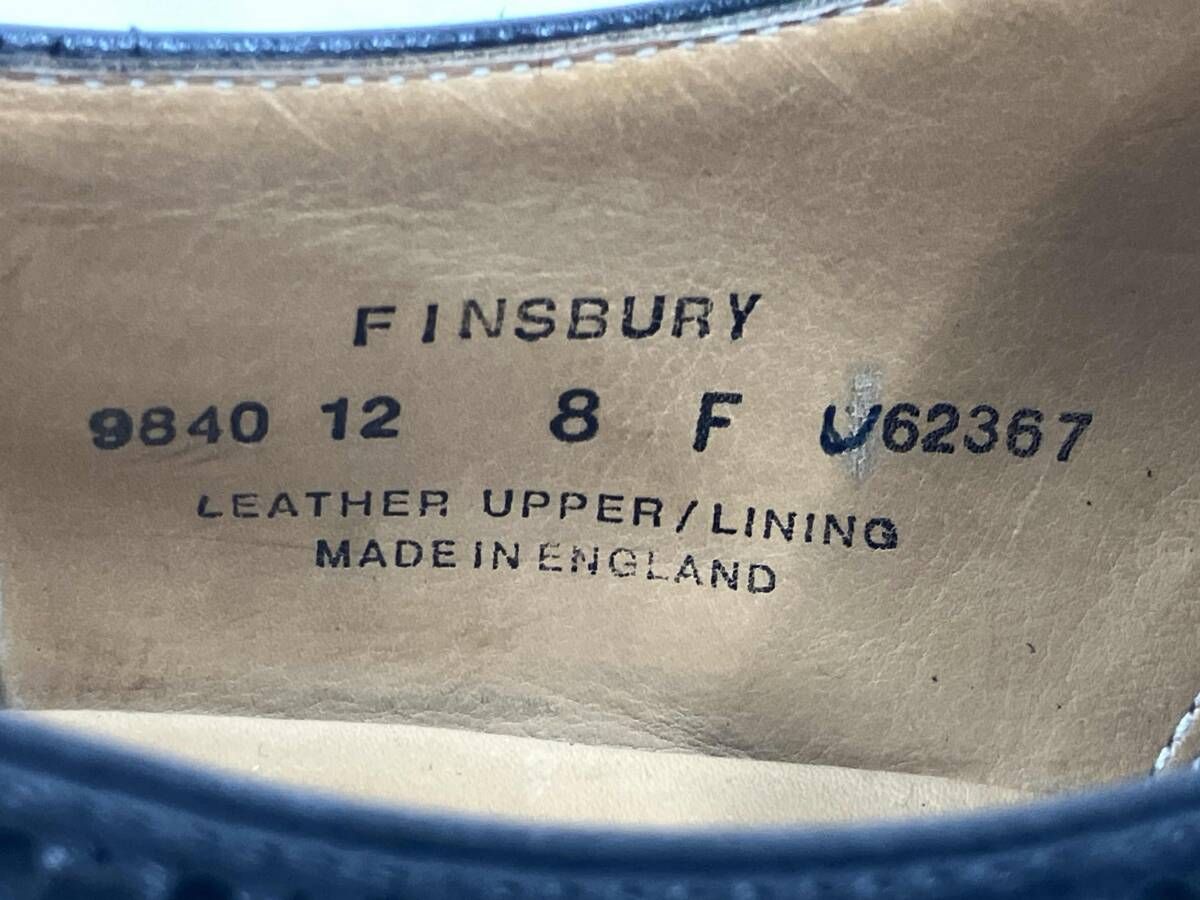 FINSBURY
9840 12 8 F U62367
LEATHER UPPER/LINING
MADE IN ENGLAND